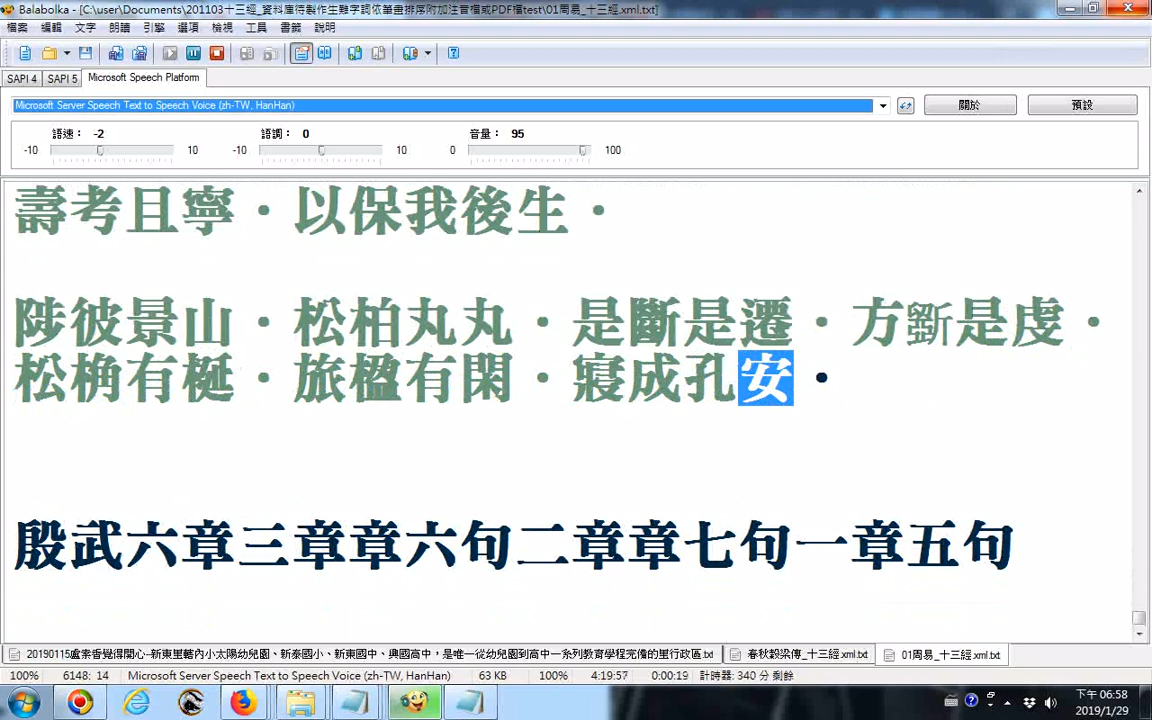 Balabolka - [C:\user\Documents\201103十三經_資料庫待製作生難字詞依筆畫排序附加注音檔或PDF檔test\01周易_十三經.xml.txt]
檔案 編輯 文字 朗讀 引擎 選項 檢視 工具 書籤 說明
SAPI 4 SAPI 5 Microsoft Speech Platform
Microsoft Server Speech Text to Speech Voice (zh-TW, HanHan) 關於 預設
語速： -2 語調： 0 音量： 95
-10 10 -10 10 0 100
壽考且寧・以保我後生・
陟彼景山・松柏丸丸・是斷是遷・方斵是虔・
松桷有梴・旅楹有閑・寢成孔安・
殷武六章三章章六句二章章七句一章五句
20190115盧素香覺得開心--新東里轄內小太陽幼兒園、新泰國小、新東國中、興國高中，是唯一從幼兒園到高中一系列教育學程完備的里行政區.txt 春秋穀梁傳_十三經.xml.txt 01周易_十三經.xml.txt
100% 6148: 14 Microsoft Server Speech Text to Speech Voice (zh-TW, HanHan) 63 KB 100% 4:19:57 0:00:19 計時器: 340 分 剩餘
下午 06:58
2019/1/29